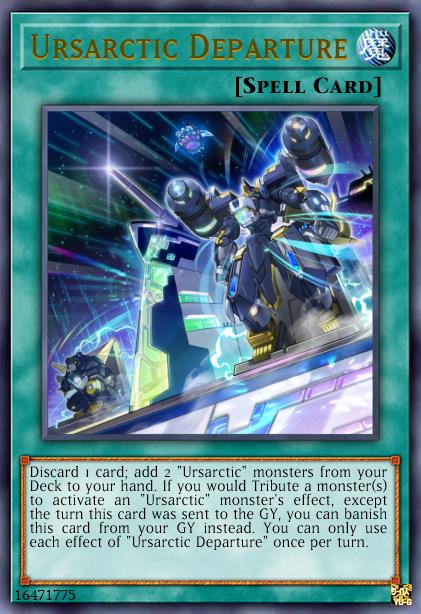 Ursarctic Departure
[Spell Card]
Discard 1 card; add 2 "Ursarctic" monsters from your
Deck to your hand. If you would Tribute a monster(s)
to activate an "Ursarctic" monster's effect, except
the turn this card was sent to the GY, you can banish
this card from your GY instead. You can only use
each effect of "Ursarctic Departure" once per turn.
16471775